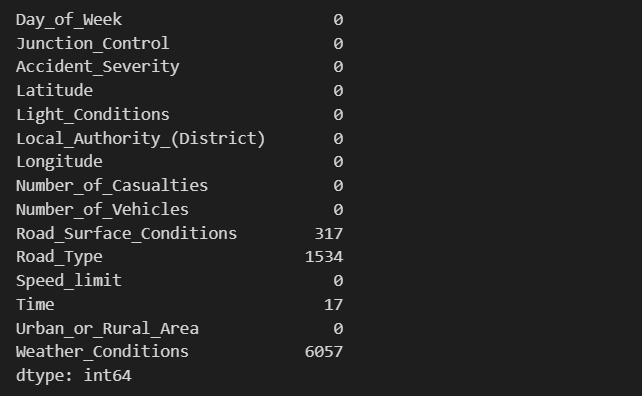 Day_of_Week 0
Junction_Control 0
Accident_Severity 0
Latitude 0
Light_Conditions 0
Local_Authority_(District) 0
Longitude 0
Number_of_Casualties 0
Number_of_Vehicles 0
Road_Surface_Conditions 317
Road_Type 1534
Speed_limit 0
Time 17
Urban_or_Rural_Area 0
Weather_Conditions 6057
dtype: int64